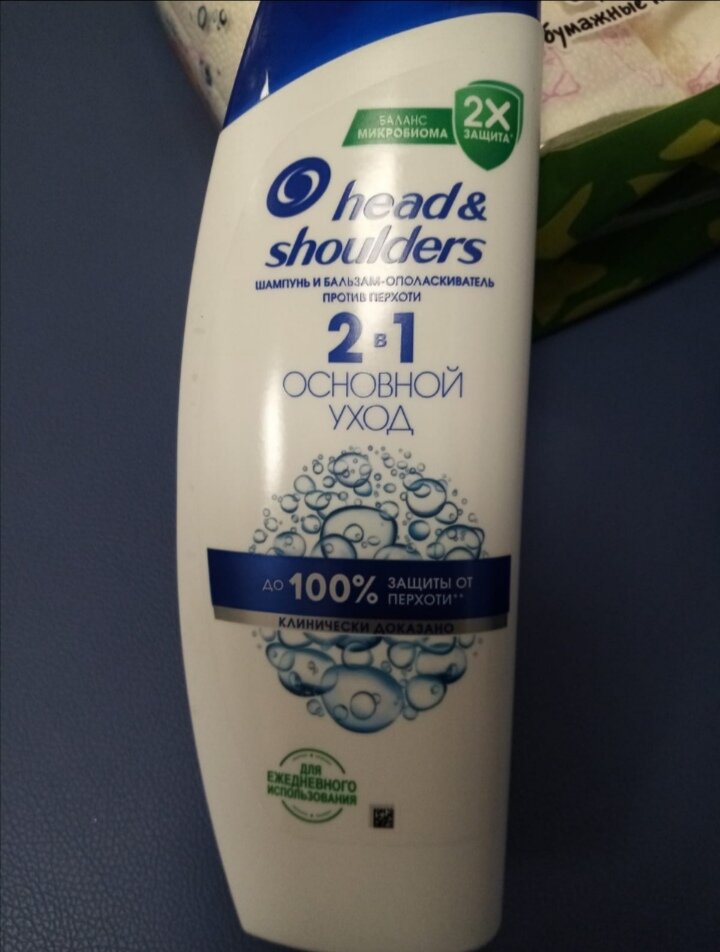 бумажные
БАЛАНС
МИКРОБИОМА
2X
ЗАЩИТА*
head &
shoulders
ШАМПУНЬ И БАЛЬЗАМ-ОПОЛАСКИВАТЕЛЬ
ПРОТИВ ПЕРХОТИ
2 в 1
ОСНОВНОЙ
УХОД
ДО 100% ЗАЩИТЫ ОТ
ПЕРХОТИ**
КЛИНИЧЕСКИ ДОКАЗАНО
ДЛЯ
ЕЖЕДНЕВНОГО
ИСПОЛЬЗОВАНИЯ